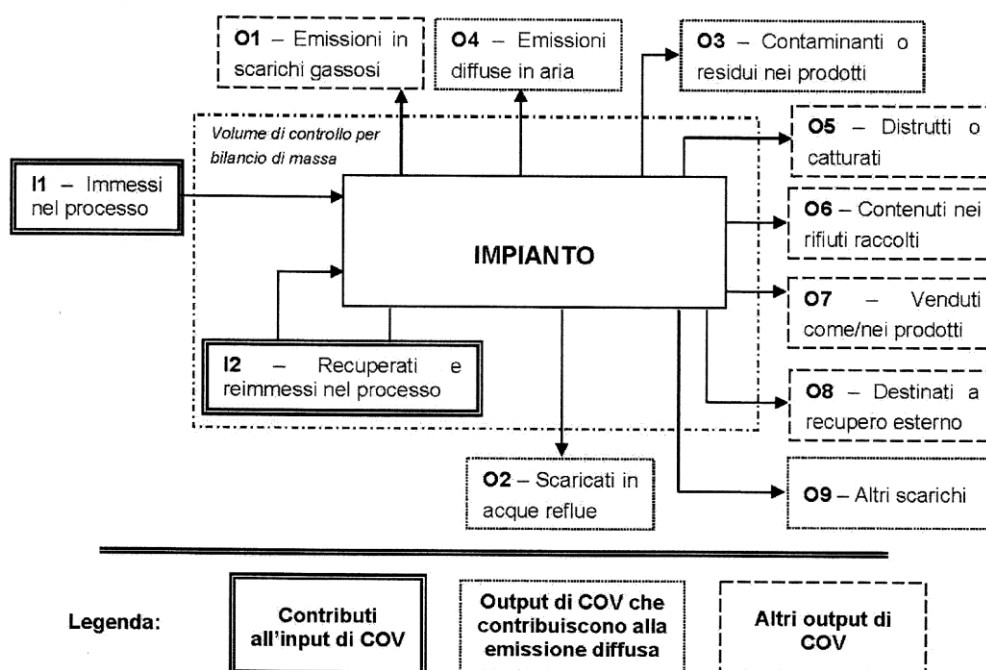 O1 – Emissioni in
scarichi gassosi
O4 – Emissioni
diffuse in aria
O3 – Contaminanti o
residui nei prodotti
Volume di controllo per
bilancio di massa
O5 – Distrutti o
catturati
I1 – Immessi
nel processo
O6 – Contenuti nei
rifiuti raccolti
IMPIANTO
O7 – Venduti
come/nei prodotti
I2 – Recuperati e
reimmessi nel processo
O8 – Destinati a
recupero esterno
O2 – Scaricati in
acque reflue
O9 – Altri scarichi
Legenda:
Contributi
all'input di COV
Output di COV che
contribuiscono alla
emissione diffusa
Altri output di
COV